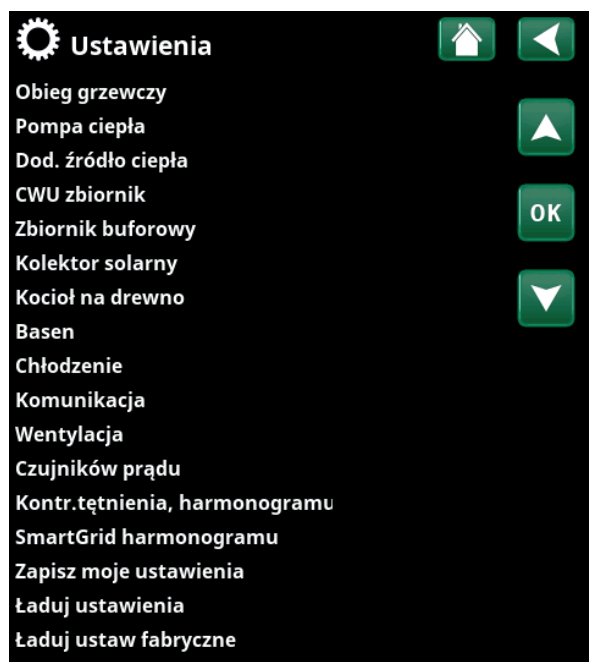 Ustawienia
Obieg grzewczy
Pompa ciepła
OK
Dod. źródło ciepła
CWU zbiornik
Zbiornik buforowy
Kolektor solarny
Kocioł na drewno
Basen
Chłodzenie
Komunikacja
Wentylacja
Czujników prądu
Kontr.tętnienia, harmonogramu
SmartGrid harmonogramu
Zapisz moje ustawienia
Ładuj ustawienia
Ładuj ustaw fabryczne